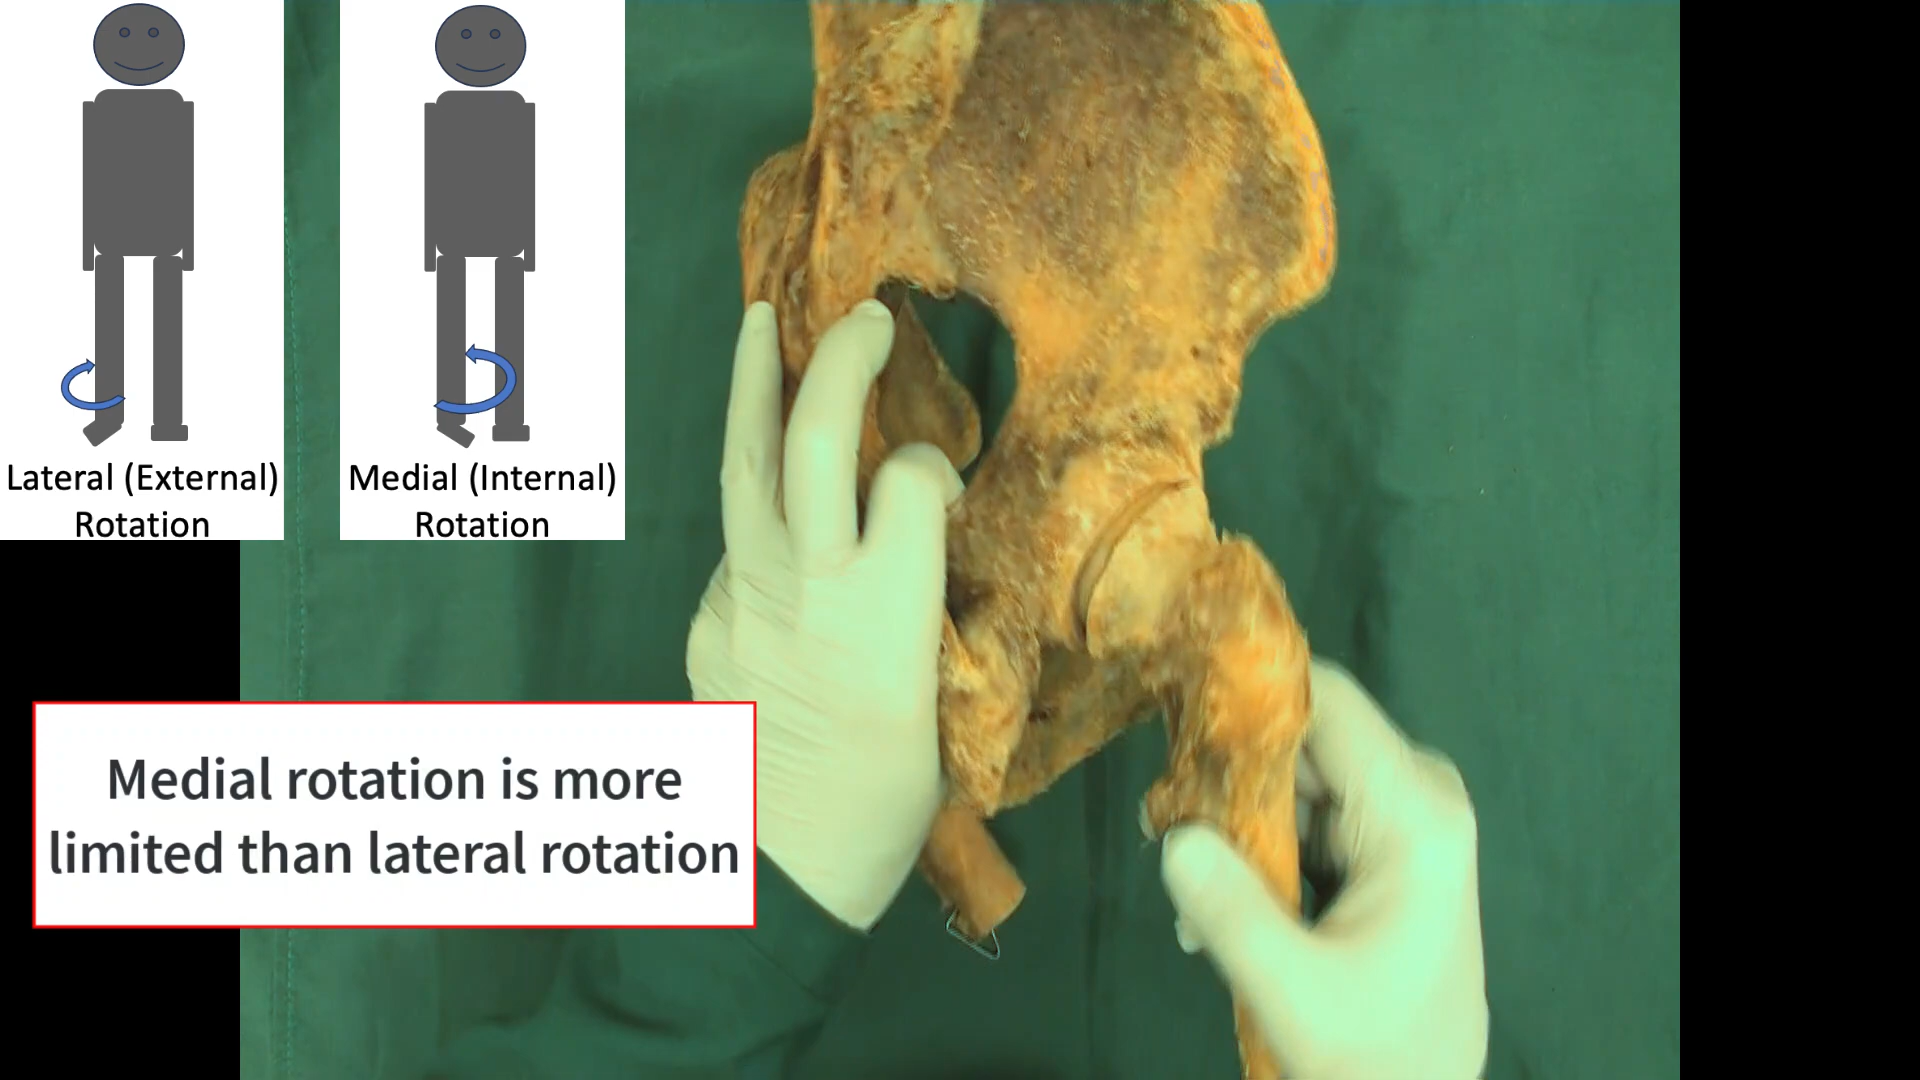 Lateral (External)
Rotation
Medial (Internal)
Rotation
Medial rotation is more
limited than lateral rotation